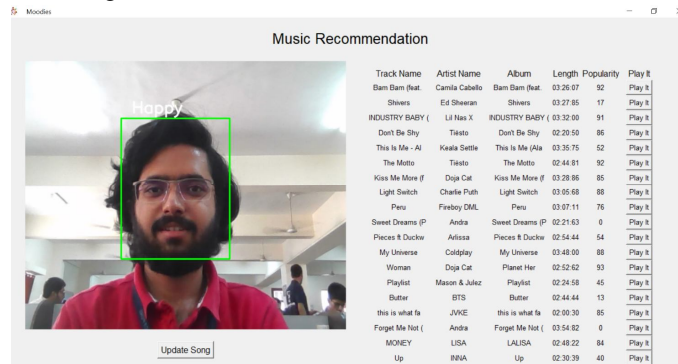 Moodies
Music Recommendation
Happy
Update Song
Track Name Artist Name Album Length Popularity Play It
Bam Bam (feat. Camila Cabello Bam Bam (feat. 03:26:07 92 Play It
Shivers Ed Sheeran Shivers 03:27:85 17 Play It
INDUSTRY BABY ( Lil Nas X INDUSTRY BABY ( 03:32:00 91 Play It
Don't Be Shy Tiësto Don't Be Shy 02:20:50 86 Play It
This Is Me - Al Keala Settle This Is Me (Ala 03:35:75 52 Play It
The Motto Tiësto The Motto 02:44:81 92 Play It
Kiss Me More (f Doja Cat Kiss Me More (f 03:28:86 85 Play It
Light Switch Charlie Puth Light Switch 03:05:68 88 Play It
Peru Fireboy DML Peru 03:07:11 76 Play It
Sweet Dreams (P Andra Sweet Dreams (P 02:21:63 0 Play It
Pieces ft Duckw Arlissa Pieces ft Duckw 02:54:44 54 Play It
My Universe Coldplay My Universe 03:48:00 88 Play It
Woman Doja Cat Planet Her 02:52:62 93 Play It
Playlist Mason & Julez Playlist 02:24:58 45 Play It
Butter BTS Butter 02:44:44 13 Play It
this is what fa JVKE this is what fa 02:00:30 85 Play It
Forget Me Not ( Andra Forget Me Not ( 03:54:82 0 Play It
MONEY LISA LALISA 02:48:22 84 Play It
Up INNA Up 02:30:39 40 Play It